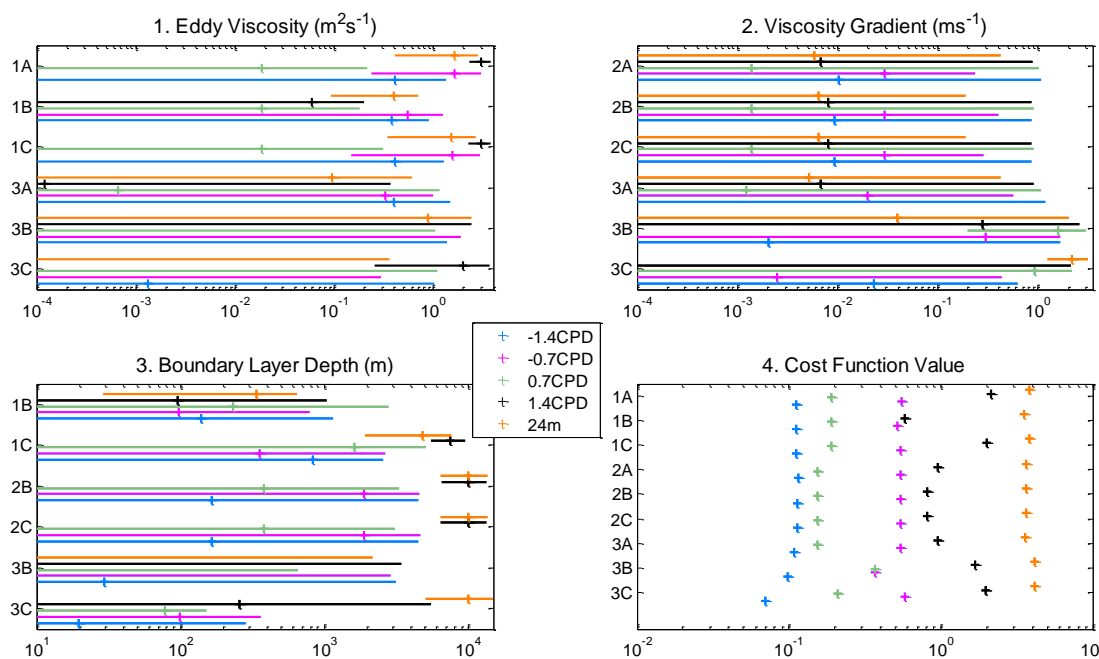 1. Eddy Viscosity (m²s⁻¹)
1A
1B
1C
3A
3B
3C
10⁻⁴ 10⁻³ 10⁻² 10⁻¹ 10⁰
2. Viscosity Gradient (ms⁻¹)
2A
2B
2C
3A
3B
3C
10⁻⁴ 10⁻³ 10⁻² 10⁻¹ 10⁰
-1.4CPD
-0.7CPD
0.7CPD
1.4CPD
24m
3. Boundary Layer Depth (m)
1B
1C
2B
2C
3B
3C
10¹ 10² 10³ 10⁴
4. Cost Function Value
1A
1B
1C
2A
2B
2C
3A
3B
3C
10⁻² 10⁻¹ 10⁰ 10